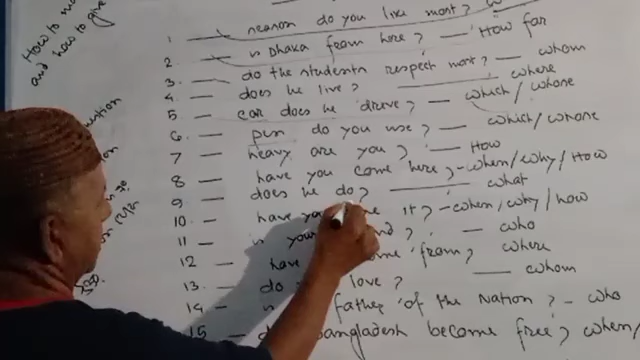 How to
and how to give
1 — season do you like most?
2 — is Dhaka from here? — How far
3. — do the students respect most? — whom
4 — does he live? — where
5 — car does he drive? — which/whose
6 — pen do you use? — which/whose
7 — heavy are you? — How
8 — have you come here? - when/why/How
9 — does he do? — what
10. — have you it? - when/why/how
11 — is ? — who
12 — have from? where
13. — do love? — whom
14 — father of the Nation? - who
15 — Bangladesh become free? when/